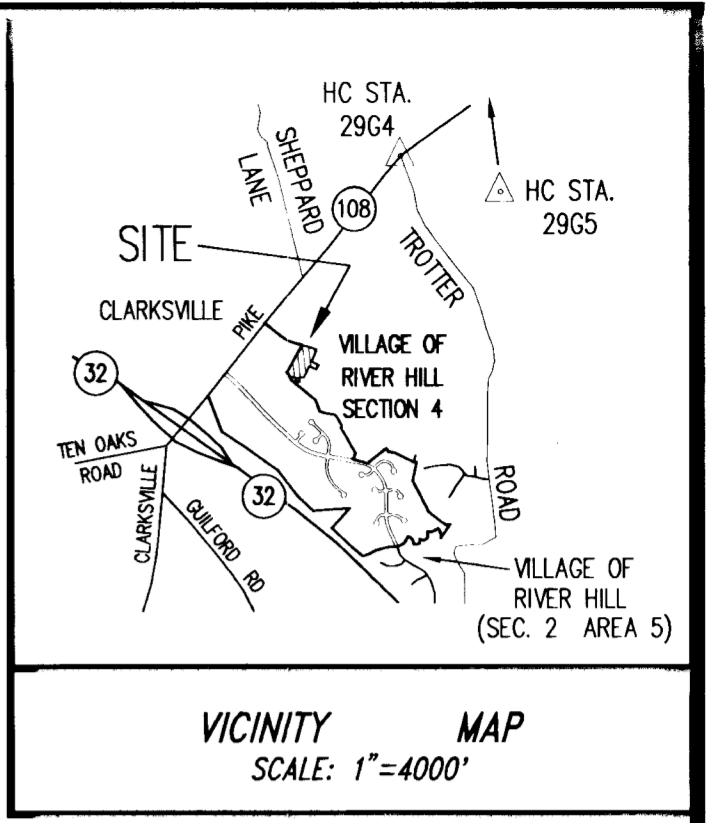 HC STA.
29G4
SHEPPARD
LANE
108
HC STA.
29G5
TROTTER
SITE
CLARKSVILLE
PIKE
32
VILLAGE OF
RIVER HILL
SECTION 4
TEN OAKS
ROAD
CLARKSVILLE
32
GUILFORD RD
ROAD
VILLAGE OF
RIVER HILL
(SEC. 2 AREA 5)
VICINITY MAP
SCALE: 1"=4000'